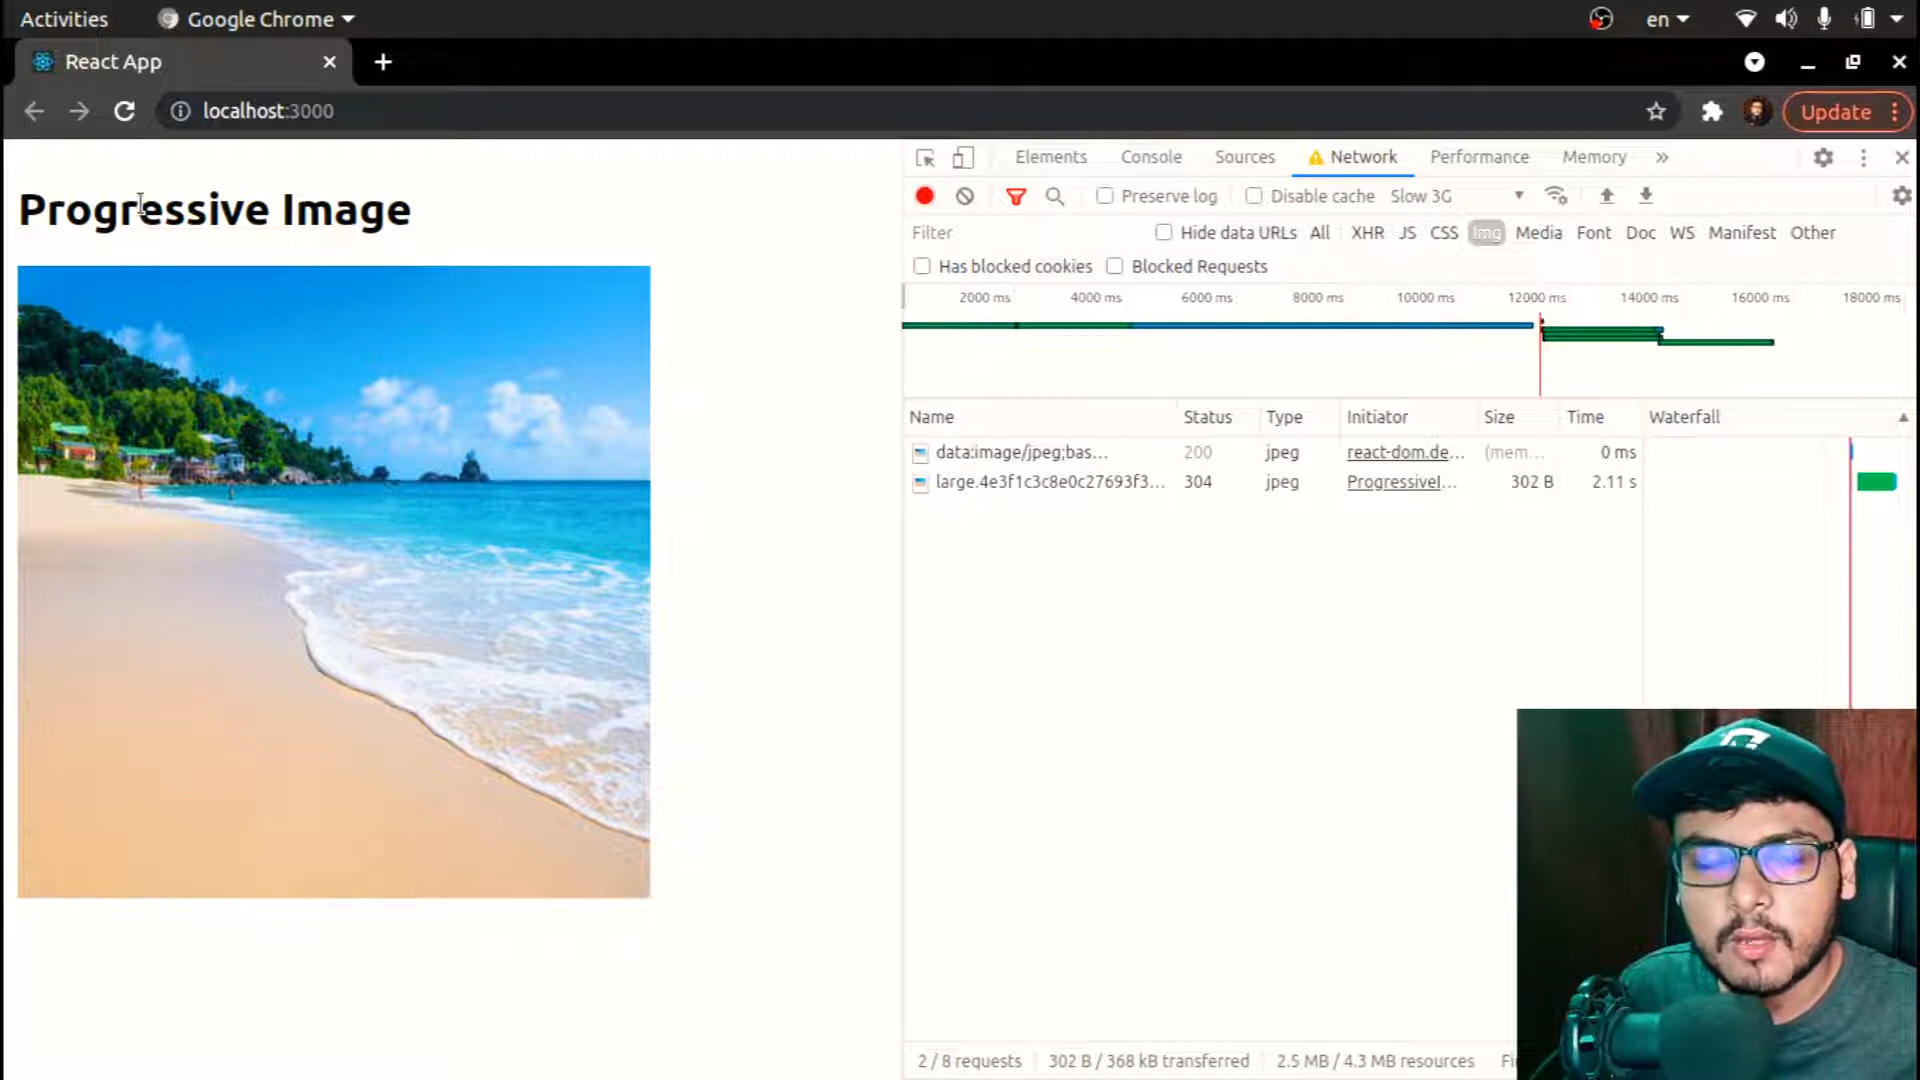 Activities Google Chrome en
React App
localhost:3000 Update
Progressive Image
Elements Console Sources Network Performance Memory
Preserve log Disable cache Slow 3G
Filter Hide data URLs All XHR JS CSS Img Media Font Doc WS Manifest Other
Has blocked cookies Blocked Requests
2000 ms 4000 ms 6000 ms 8000 ms 10000 ms 12000 ms 14000 ms 16000 ms 18000 ms
Name Status Type Initiator Size Time Waterfall
data:image/jpeg;bas... 200 jpeg react-dom.de... (mem... 0 ms
large.4e3f1c3c8e0c27693f3... 304 jpeg ProgressiveI... 302 B 2.11 s
2 / 8 requests 302 B / 368 kB transferred 2.5 MB / 4.3 MB resources